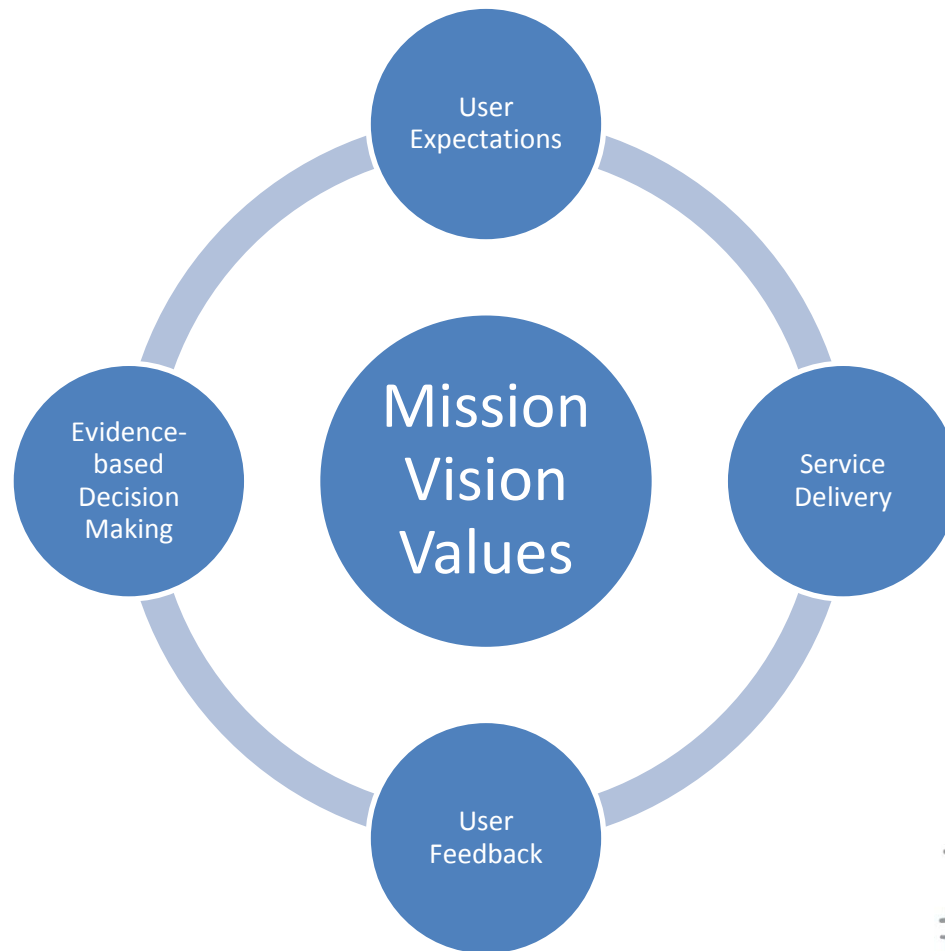 User
Expectations
Evidence-
based
Decision
Making
Mission
Vision
Values
Service
Delivery
User
Feedback